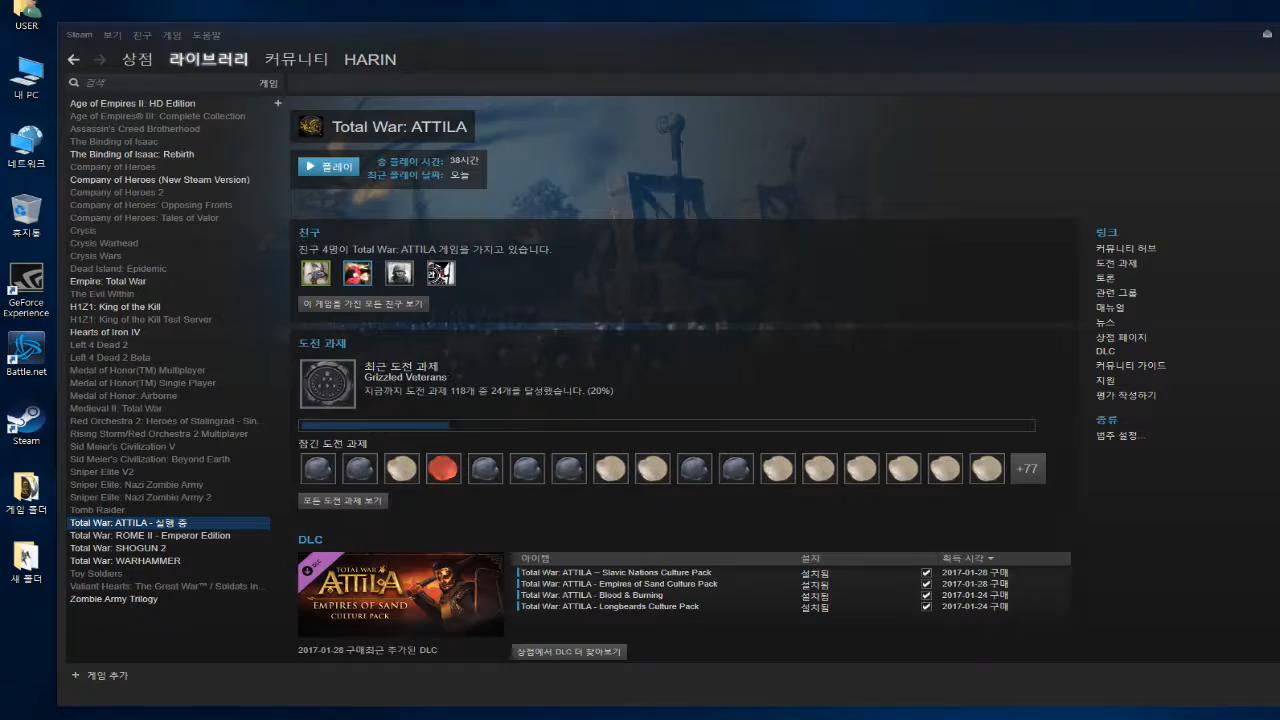 USER
내 PC
네트워크
휴지통
GeForce
Experience
Battle.net
Steam
게임 폴더
새 폴더
Steam 보기 친구 게임 도움말
상점 라이브러리 커뮤니티 HARIN
검색 게임
Age of Empires II: HD Edition
Age of Empires® III: Complete Collection
Assassin's Creed Brotherhood
The Binding of Isaac
The Binding of Isaac: Rebirth
Company of Heroes
Company of Heroes (New Steam Version)
Company of Heroes 2
Company of Heroes: Opposing Fronts
Company of Heroes: Tales of Valor
Crysis
Crysis Warhead
Crysis Wars
Dead Island: Epidemic
Empire: Total War
The Evil Within
H1Z1: King of the Kill
H1Z1: King of the Kill Test Server
Hearts of Iron IV
Left 4 Dead 2
Left 4 Dead 2 Beta
Medal of Honor(TM) Multiplayer
Medal of Honor(TM) Single Player
Medal of Honor: Airborne
Medieval II: Total War
Red Orchestra 2: Heroes of Stalingrad - Sin...
Rising Storm/Red Orchestra 2 Multiplayer
Sid Meier's Civilization V
Sid Meier's Civilization: Beyond Earth
Sniper Elite V2
Sniper Elite: Nazi Zombie Army
Sniper Elite: Nazi Zombie Army 2
Tomb Raider
Total War: ATTILA - 실행 중
Total War: ROME II - Emperor Edition
Total War: SHOGUN 2
Total War: WARHAMMER
Toy Soldiers
Valiant Hearts: The Great War™ / Soldats In...
Zombie Army Trilogy
+ 게임 추가
Total War: ATTILA
플레이
총 플레이 시간: 38시간
최근 플레이 날짜: 오늘
친구
친구 4명이 Total War: ATTILA 게임을 가지고 있습니다.
이 게임을 가진 모든 친구 보기
도전 과제
최근 도전 과제
Grizzled Veterans
지금까지 도전 과제 118개 중 24개를 달성했습니다. (20%)
잠긴 도전 과제
+77
모든 도전 과제 보기
DLC
DLC
TOTAL WAR
ATTILA
EMPIRES OF SAND
CULTURE PACK
2017-01-28 구매최근 추가된 DLC
아이템 설치 획득 시각
Total War: ATTILA – Slavic Nations Culture Pack 설치됨 2017-01-28 구매
Total War: ATTILA - Empires of Sand Culture Pack 설치됨 2017-01-28 구매
Total War: ATTILA - Blood & Burning 설치됨 2017-01-24 구매
Total War: ATTILA - Longbeards Culture Pack 설치됨 2017-01-24 구매
상점에서 DLC 더 찾아보기
링크
커뮤니티 허브
도전 과제
토론
관련 그룹
매뉴얼
뉴스
상점 페이지
DLC
커뮤니티 가이드
지원
평가 작성하기
종류
범주 설정...